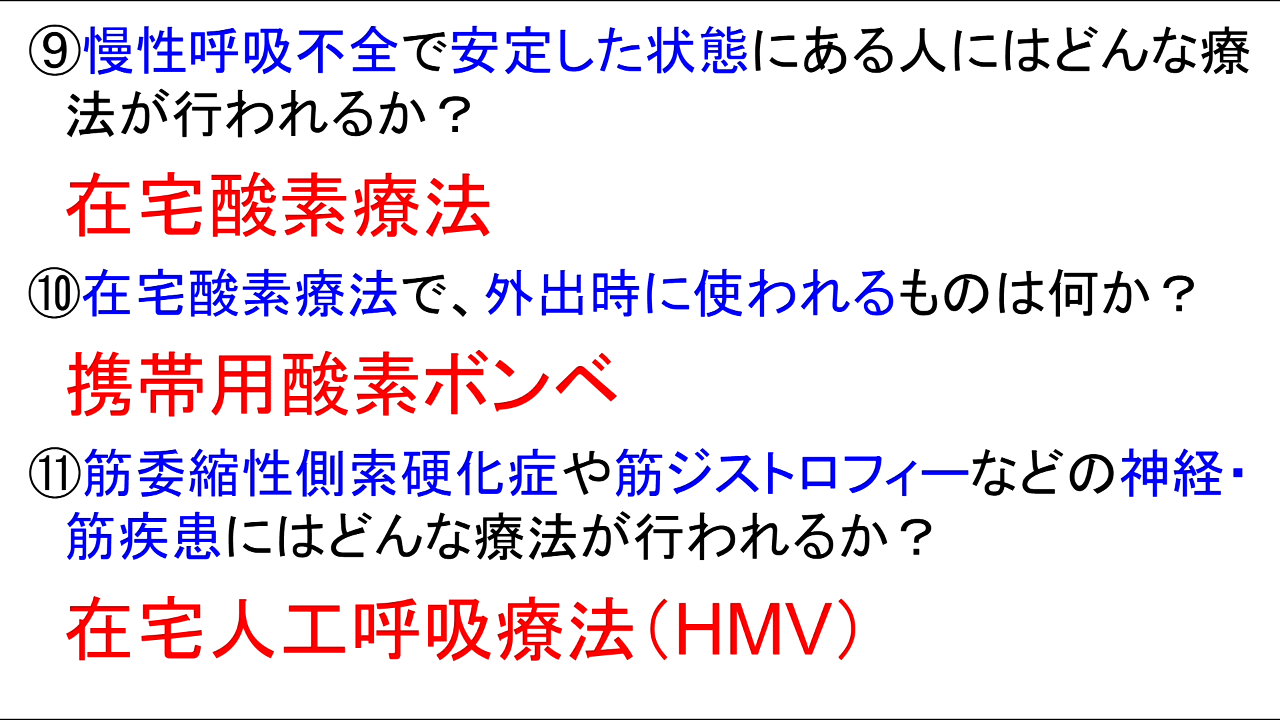 ⑨慢性呼吸不全で安定した状態にある人にはどんな療
法が行われるか？
在宅酸素療法
⑩在宅酸素療法で、外出時に使われるものは何か？
携帯用酸素ボンベ
⑪筋委縮性側索硬化症や筋ジストロフィーなどの神経・
筋疾患にはどんな療法が行われるか？
在宅人工呼吸療法（HMV）